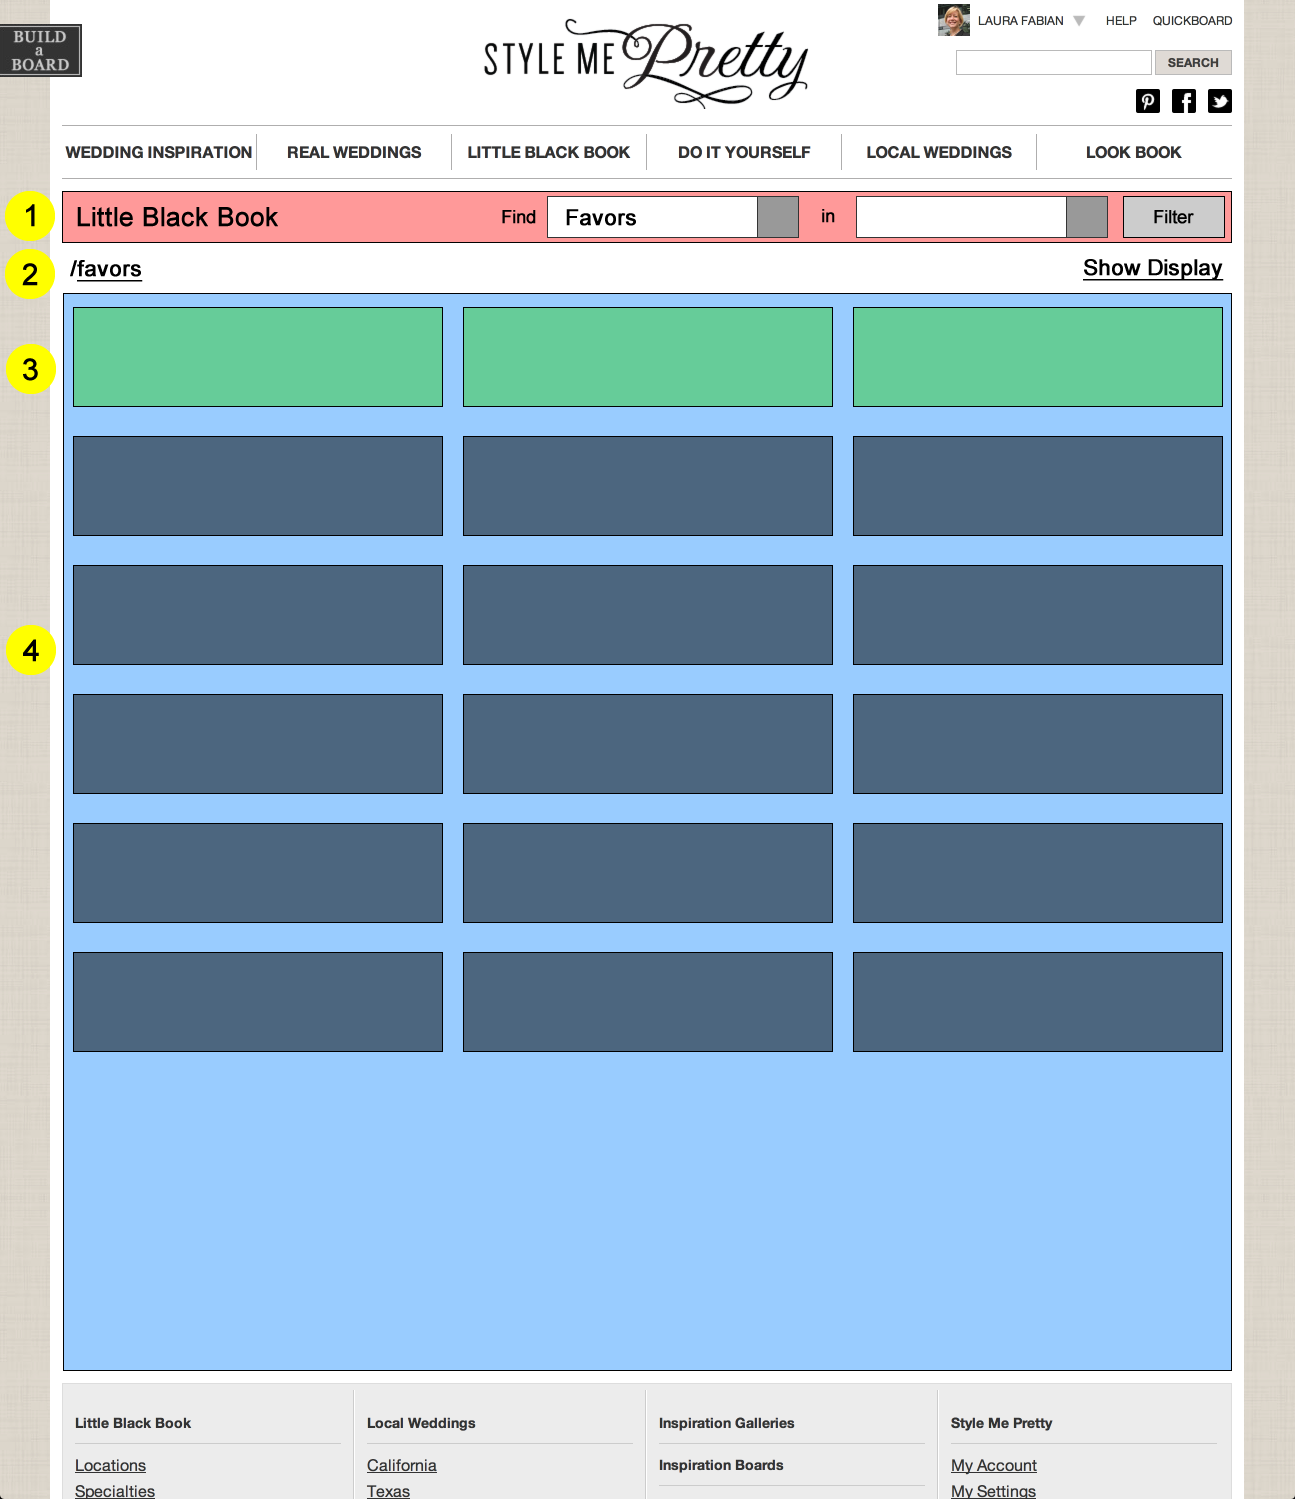 BUILD
a
BOARD
STYLE ME Pretty
LAURA FABIAN HELP QUICKBOARD
SEARCH
WEDDING INSPIRATION REAL WEDDINGS LITTLE BLACK BOOK DO IT YOURSELF LOCAL WEDDINGS LOOK BOOK
1 Little Black Book Find Favors in Filter
2 /favors Show Display
3
4
Little Black Book Local Weddings Inspiration Galleries Style Me Pretty
Locations California Inspiration Boards My Account
Specialties Texas My Settings